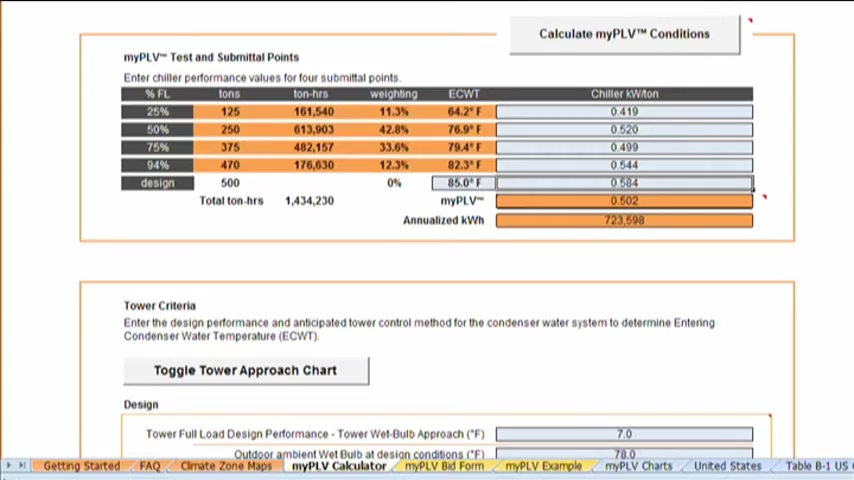 Calculate myPLV™ Conditions
myPLV™ Test and Submittal Points
Enter chiller performance values for four submittal points.
% FL tons ton-hrs weighting ECWT Chiller kW/ton
25% 125 161,540 11.3% 64.2° F 0.419
50% 250 613,903 42.8% 76.9° F 0.520
75% 375 482,157 33.6% 79.4° F 0.499
94% 470 176,630 12.3% 82.3° F 0.544
design 500 0% 85.0° F 0.584
Total ton-hrs 1,434,230 myPLV™ 0.502
Annualized kWh 723,598
Tower Criteria
Enter the design performance and anticipated tower control method for the condenser water system to determine Entering
Condenser Water Temperature (ECWT).
Toggle Tower Approach Chart
Design
Tower Full Load Design Performance - Tower Wet-Bulb Approach (°F) 7.0
Outdoor ambient Wet Bulb at design conditions (°F) 78.0
Getting Started FAQ Climate Zone Maps myPLV Calculator myPLV Bid Form myPLV Example myPLV Charts United States Table B-1 US